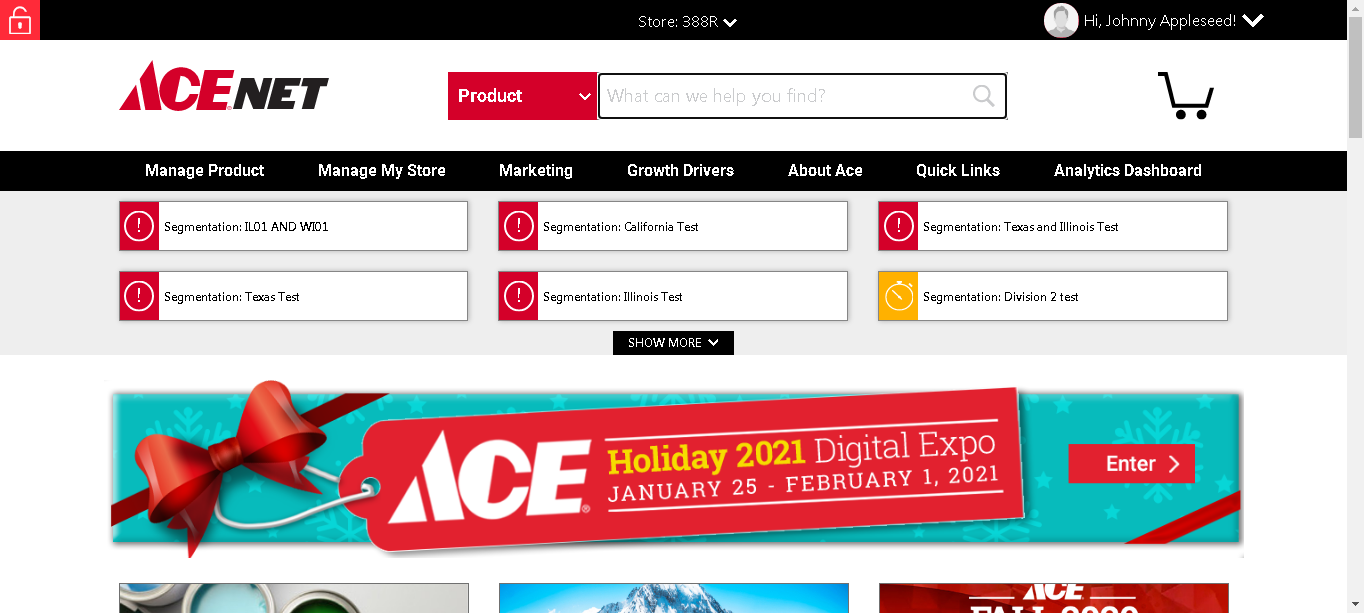 Store: 388R
Hi, Johnny Appleseed!
ACENET
Product
What can we help you find?
Manage Product
Manage My Store
Marketing
Growth Drivers
About Ace
Quick Links
Analytics Dashboard
! Segmentation: IL01 AND WI01
! Segmentation: California Test
! Segmentation: Texas and Illinois Test
! Segmentation: Texas Test
! Segmentation: Illinois Test
Segmentation: Division 2 test
SHOW MORE
ACE®
Holiday 2021 Digital Expo
JANUARY 25 - FEBRUARY 1, 2021
Enter
ACE
FALL 2020